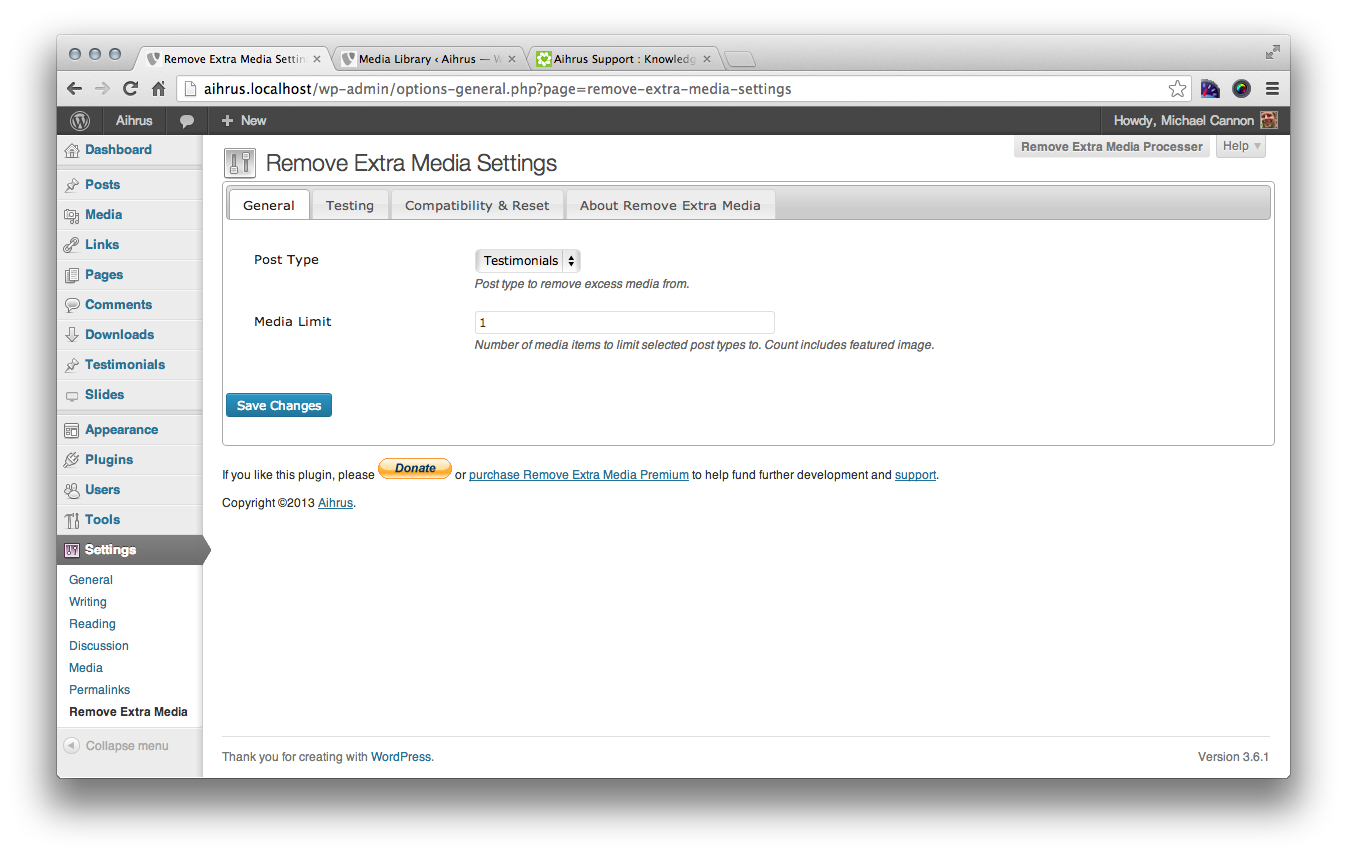 Remove Extra Media Settin
Media Library ‹ Aihrus — W
Aihrus Support : Knowledg
aihrus.localhost/wp-admin/options-general.php?page=remove-extra-media-settings
Aihrus
New
Howdy, Michael Cannon
Dashboard
Posts
Media
Links
Pages
Comments
Downloads
Testimonials
Slides
Appearance
Plugins
Users
Tools
Settings
General
Writing
Reading
Discussion
Media
Permalinks
Remove Extra Media
Collapse menu
Remove Extra Media Processer
Help
Remove Extra Media Settings
General
Testing
Compatibility & Reset
About Remove Extra Media
Post Type
Testimonials
Post type to remove excess media from.
Media Limit
1
Number of media items to limit selected post types to. Count includes featured image.
Save Changes
If you like this plugin, please Donate or purchase Remove Extra Media Premium to help fund further development and support.
Copyright ©2013 Aihrus.
Thank you for creating with WordPress.
Version 3.6.1